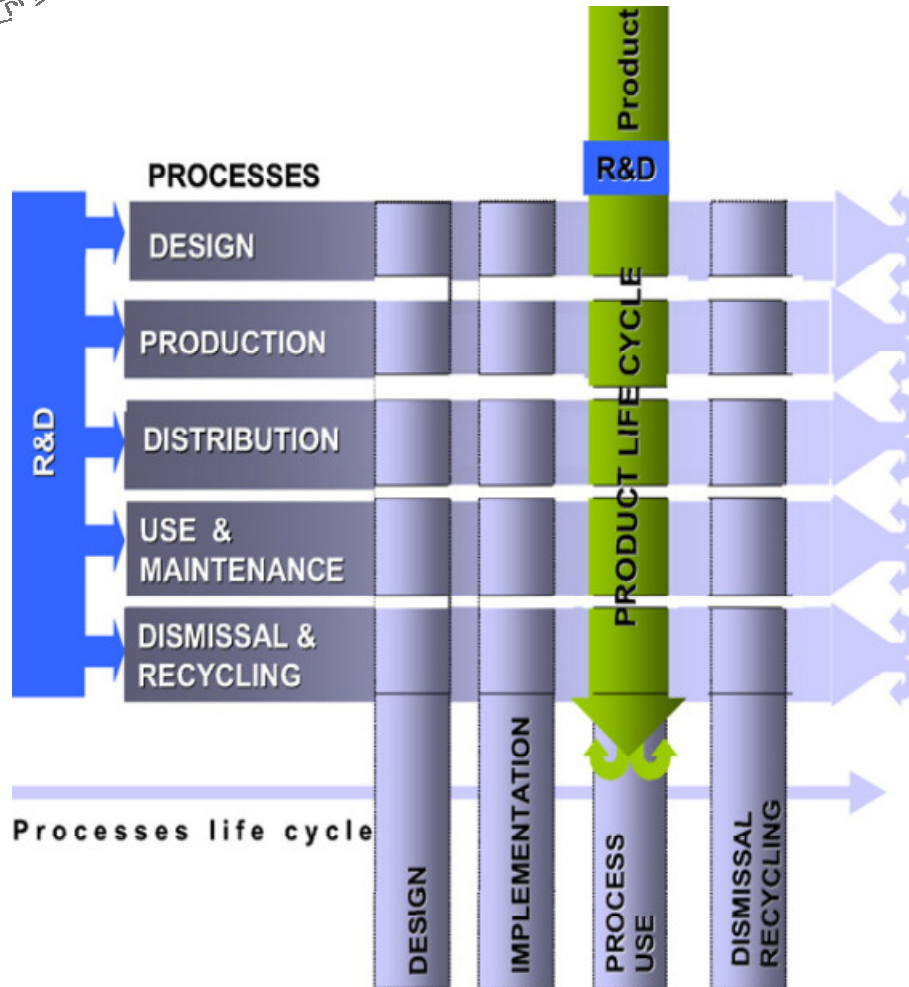 Product
R&D
PROCESSES
DESIGN
PRODUCTION
DISTRIBUTION
USE &
MAINTENANCE
DISMISSAL &
RECYCLING
R&D
PRODUCT LIFE CYCLE
Processes life cycle
DESIGN
IMPLEMENTATION
PROCESS
USE
DISMISSAL
RECYCLING